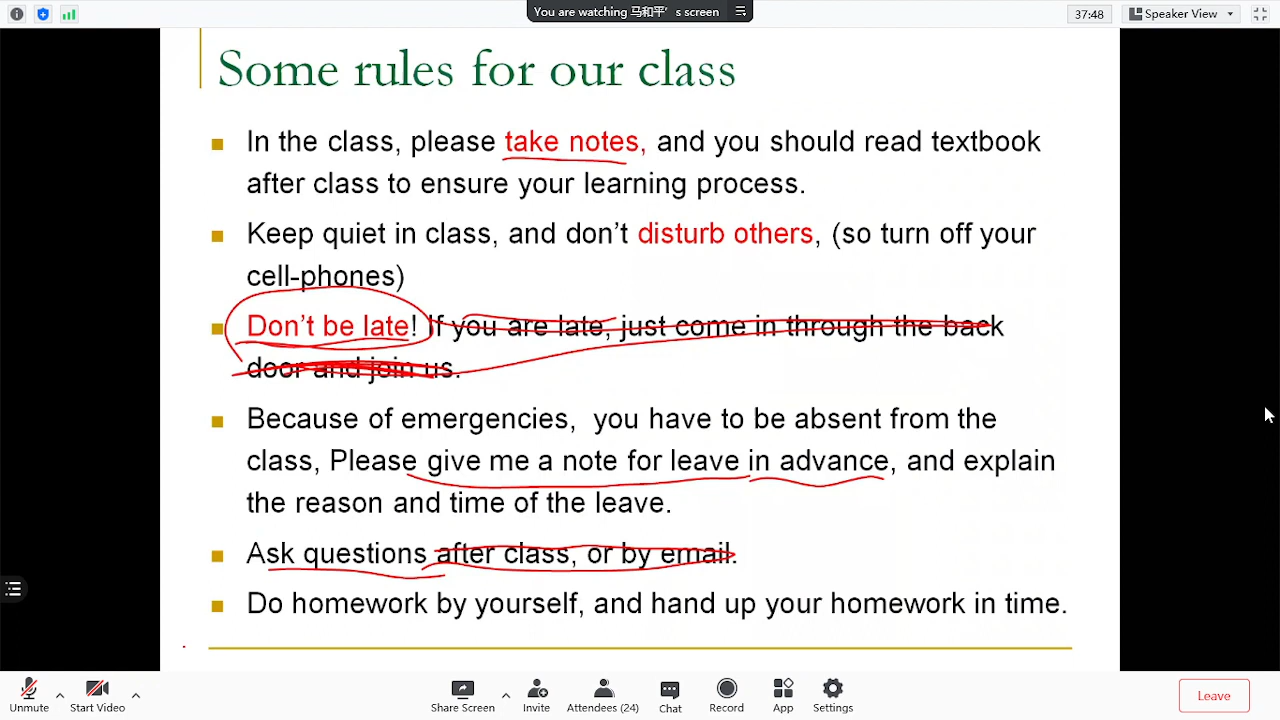 You are watching 马和平's screen
37:48
Speaker View
Some rules for our class
In the class, please take notes, and you should read textbook
after class to ensure your learning process.
Keep quiet in class, and don't disturb others, (so turn off your
cell-phones)
Don't be late! If you are late, just come in through the back
door and join us.
Because of emergencies, you have to be absent from the
class, Please give me a note for leave in advance, and explain
the reason and time of the leave.
Ask questions after class, or by email.
Do homework by yourself, and hand up your homework in time.
Unmute
Start Video
Share Screen
Invite
Attendees (24)
Chat
Record
App
Settings
Leave